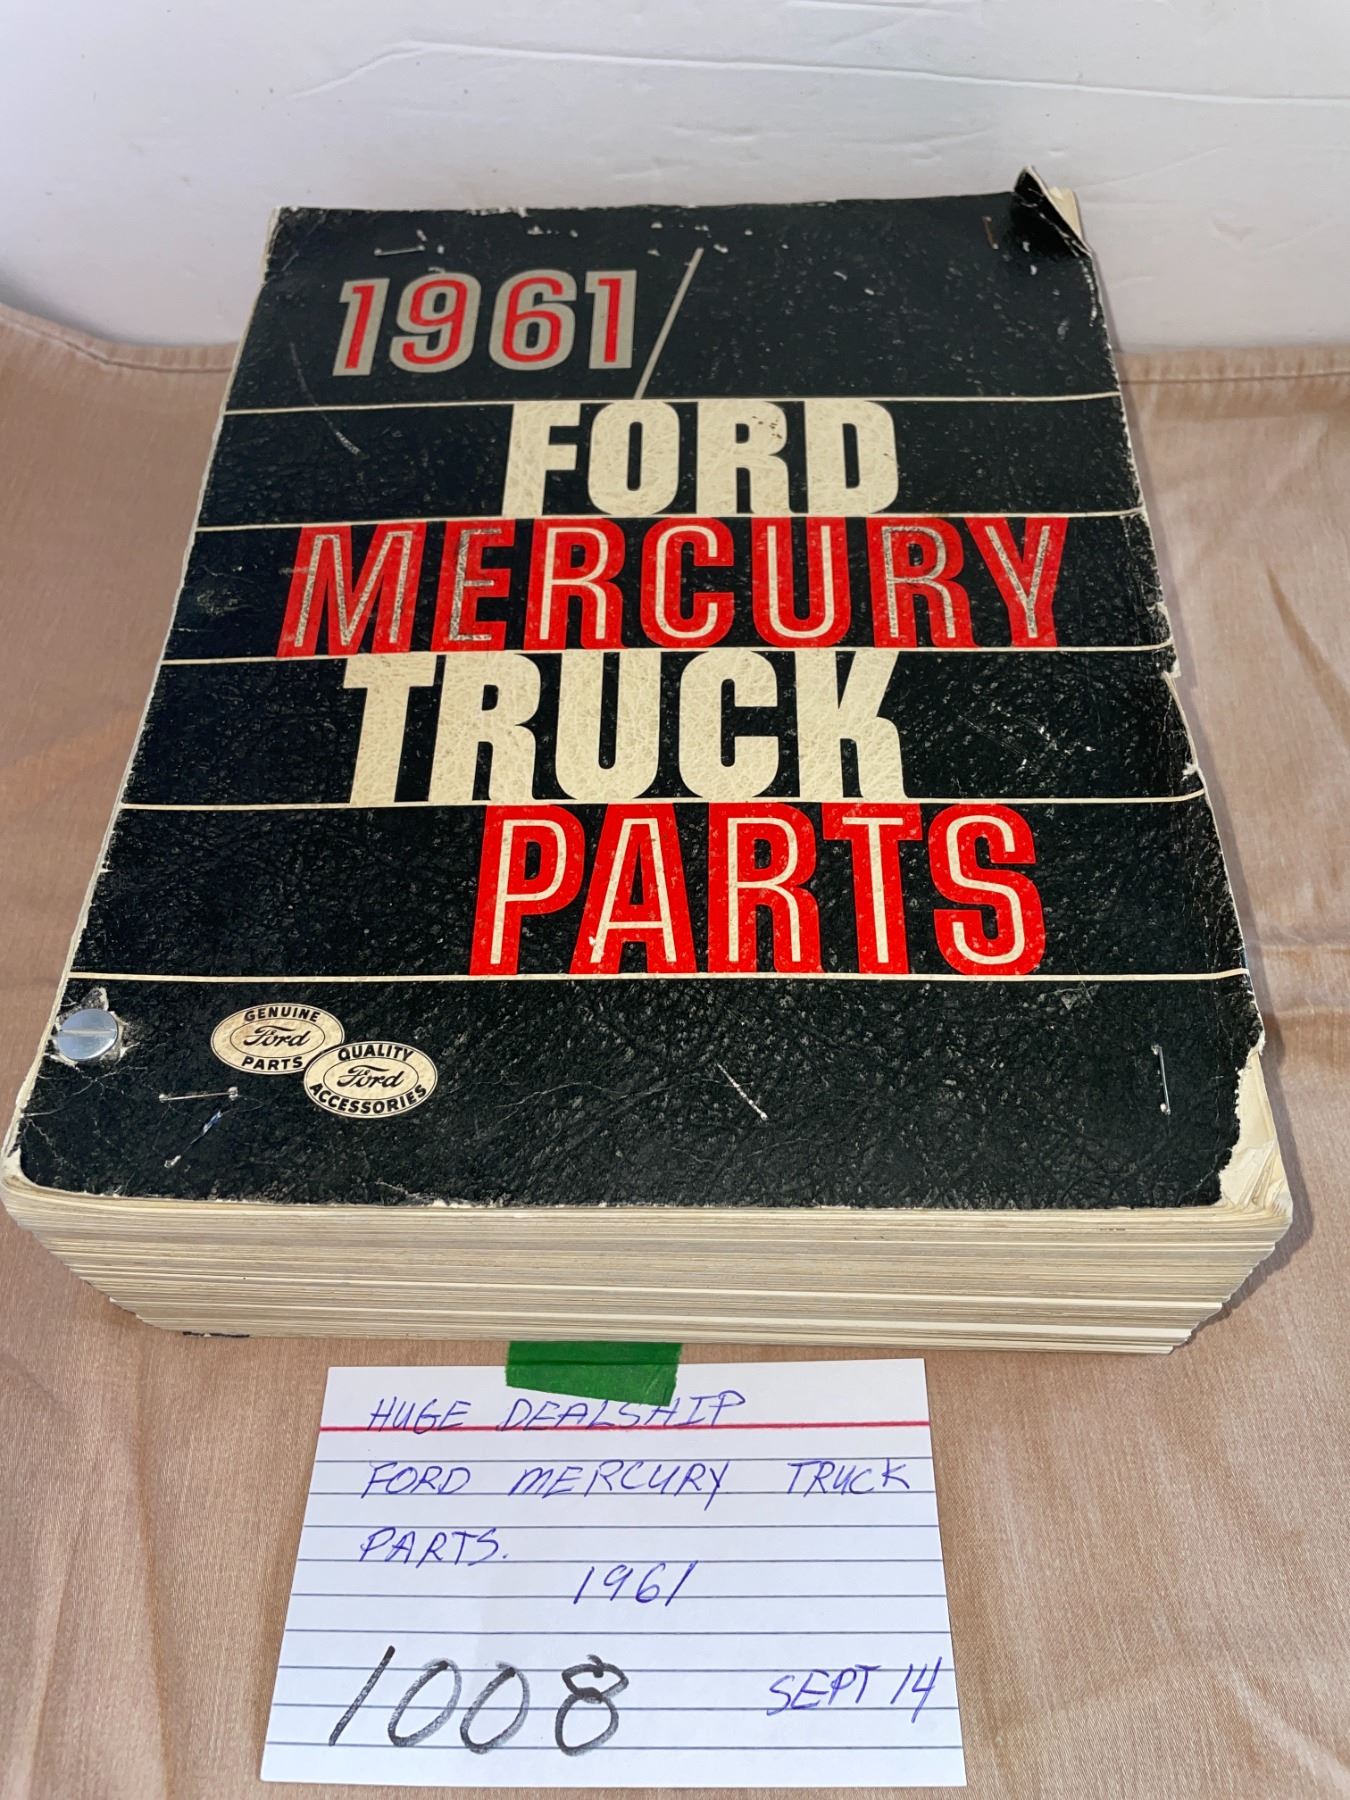 1961/
FORD
MERCURY
TRUCK
PARTS
GENUINE
Ford
PARTS
QUALITY
Ford
ACCESSORIES
HUGE DEALSHIP
FORD MERCURY TRUCK
PARTS.
1961
1008 SEPT 14